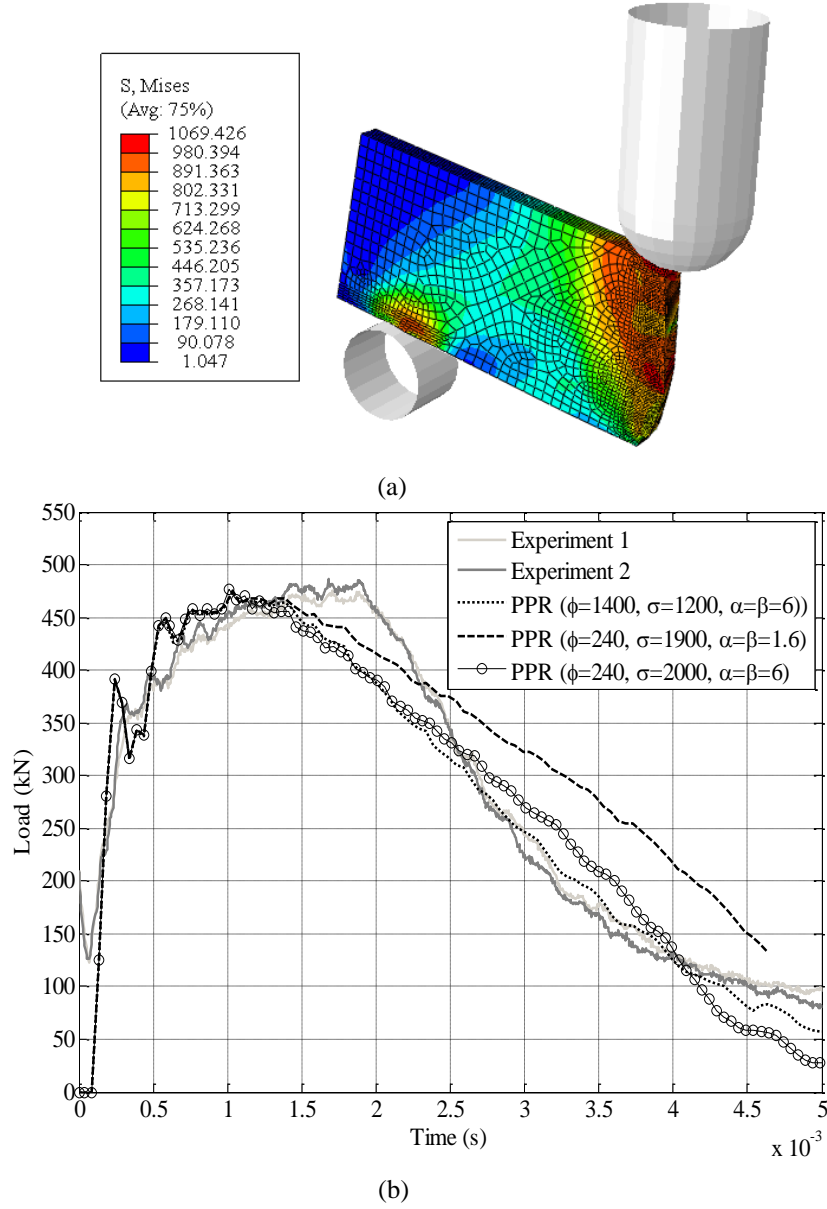 S, Mises
(Avg: 75%)
1069.426
980.394
891.363
802.331
713.299
624.268
535.236
446.205
357.173
268.141
179.110
90.078
1.047
(a)
550
500
450
400
350
300
250
200
150
100
50
0
Load (kN)
Experiment 1
Experiment 2
PPR (ϕ=1400, σ=1200, α=β=6))
PPR (ϕ=240, σ=1900, α=β=1.6)
PPR (ϕ=240, σ=2000, α=β=6)
0 0.5 1 1.5 2 2.5 3 3.5 4 4.5 5
Time (s)
x 10⁻³
(b)